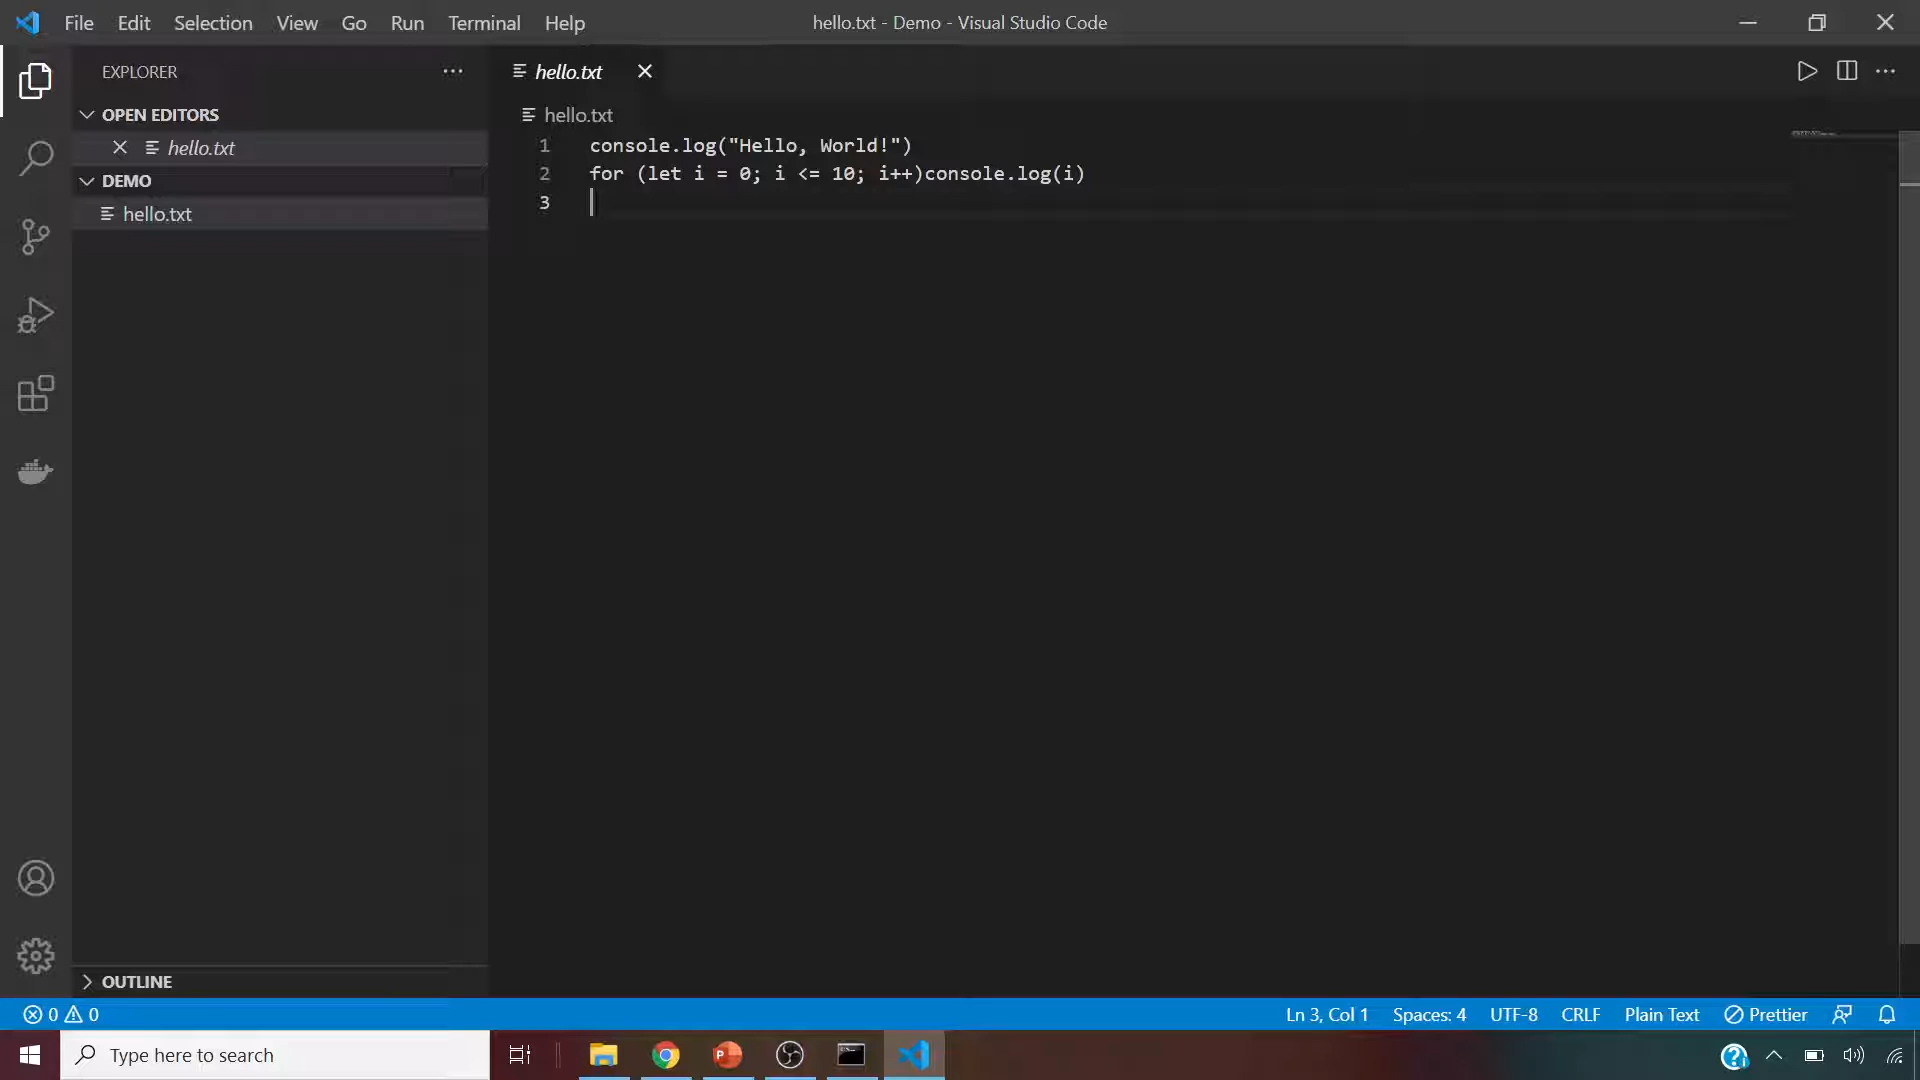 File Edit Selection View Go Run Terminal Help
hello.txt - Demo - Visual Studio Code
EXPLORER
OPEN EDITORS
hello.txt
DEMO
hello.txt
OUTLINE
hello.txt
hello.txt
1 console.log("Hello, World!")
2 for (let i = 0; i <= 10; i++)console.log(i)
3
0 0
Ln 3, Col 1 Spaces: 4 UTF-8 CRLF Plain Text Prettier
Type here to search